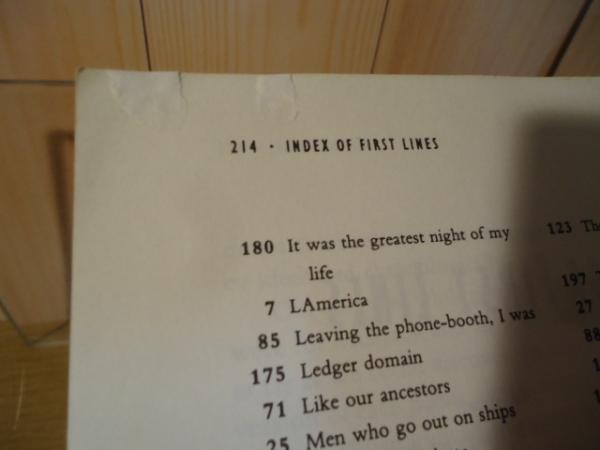 214 · INDEX OF FIRST LINES
180 It was the greatest night of my
life
7 LAmerica
85 Leaving the phone-booth, I was
175 Ledger domain
71 Like our ancestors
25 Men who go out on ships
123
197
27
88